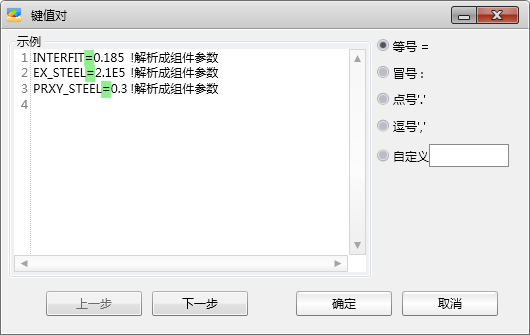 键值对
示例
1 INTERFIT=0.185 !解析成组件参数
2 EX_STEEL=2.1E5 !解析成组件参数
3 PRXY_STEEL=0.3 !解析成组件参数
4
等号 =
冒号 :
点号'.'
逗号','
自定义
上一步 下一步 确定 取消